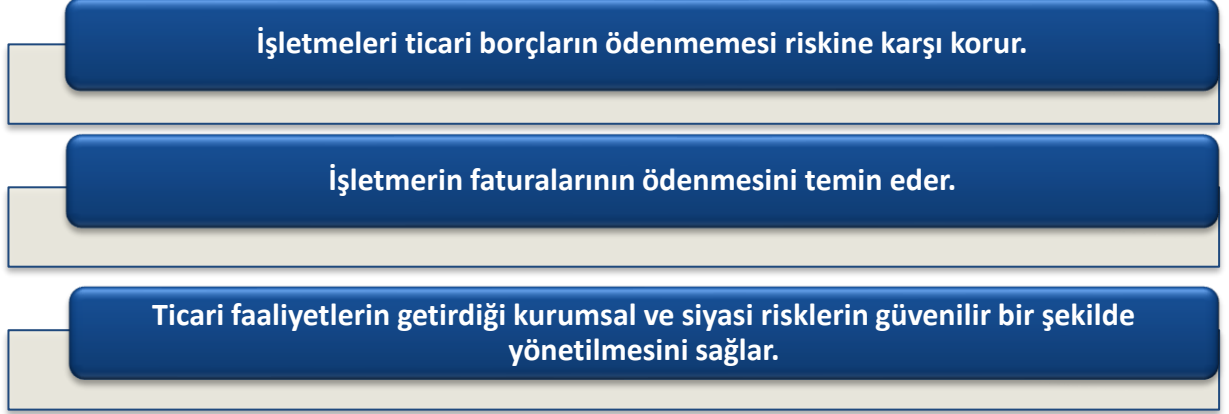 İşletmeleri ticari borçların ödenmemesi riskine karşı korur.
İşletmerin faturalarının ödenmesini temin eder.
Ticari faaliyetlerin getirdiği kurumsal ve siyasi risklerin güvenilir bir şekilde
yönetilmesini sağlar.